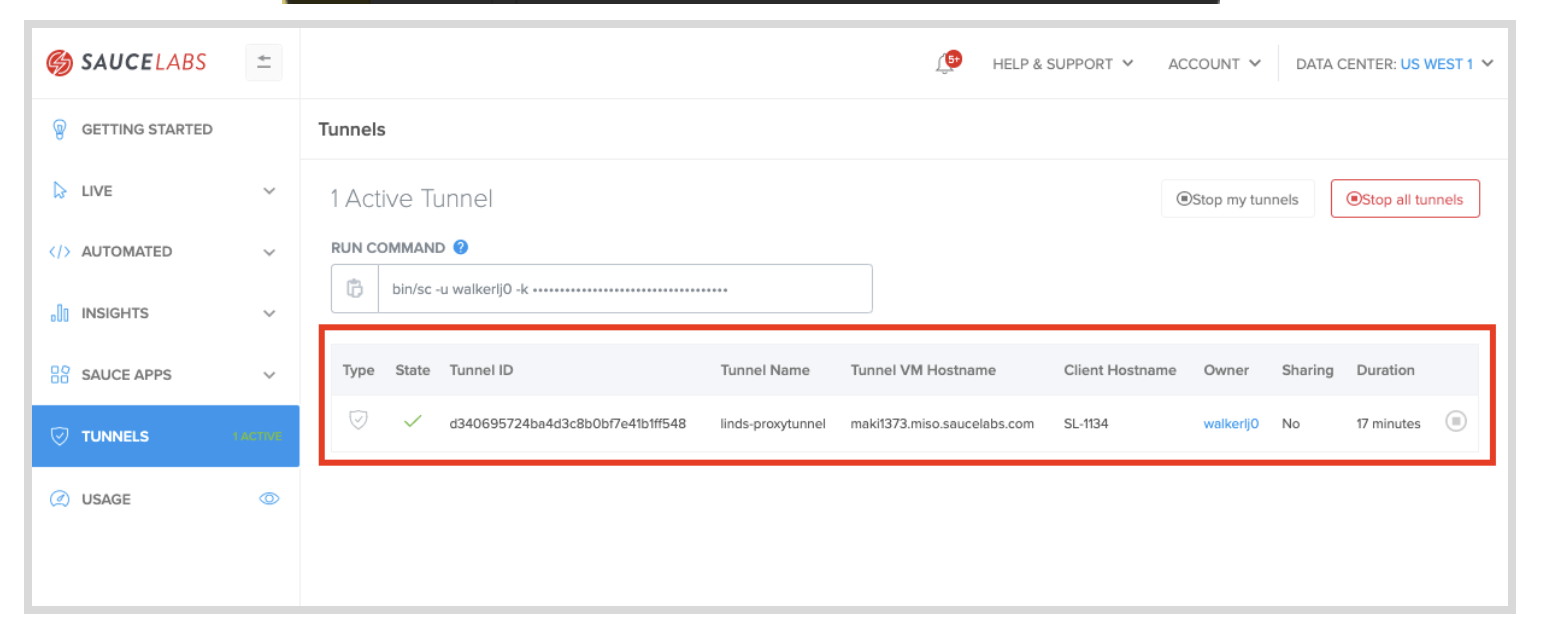 SAUCELABS
5+
HELP & SUPPORT
ACCOUNT
DATA CENTER: US WEST 1
GETTING STARTED
LIVE
AUTOMATED
INSIGHTS
SAUCE APPS
TUNNELS 1 ACTIVE
USAGE
Tunnels
1 Active Tunnel
Stop my tunnels
Stop all tunnels
RUN COMMAND ?
bin/sc -u walkerlj0 -k ••••••••••••••••••••••••••••••••••••
Type State Tunnel ID Tunnel Name Tunnel VM Hostname Client Hostname Owner Sharing Duration
d340695724ba4d3c8b0bf7e41b1ff548 linds-proxytunnel maki1373.miso.saucelabs.com SL-1134 walkerlj0 No 17 minutes